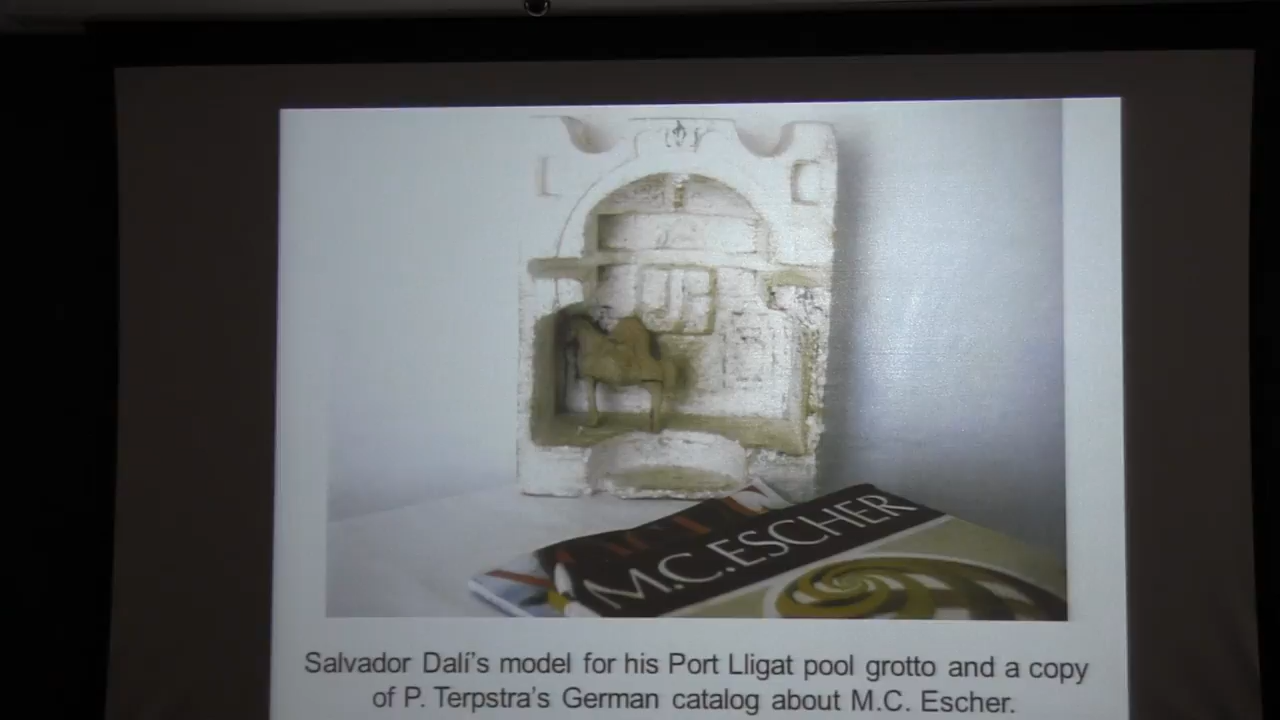 M.C.ESCHER
Salvador Dalí's model for his Port Lligat pool grotto and a copy
of P. Terpstra's German catalog about M.C. Escher.